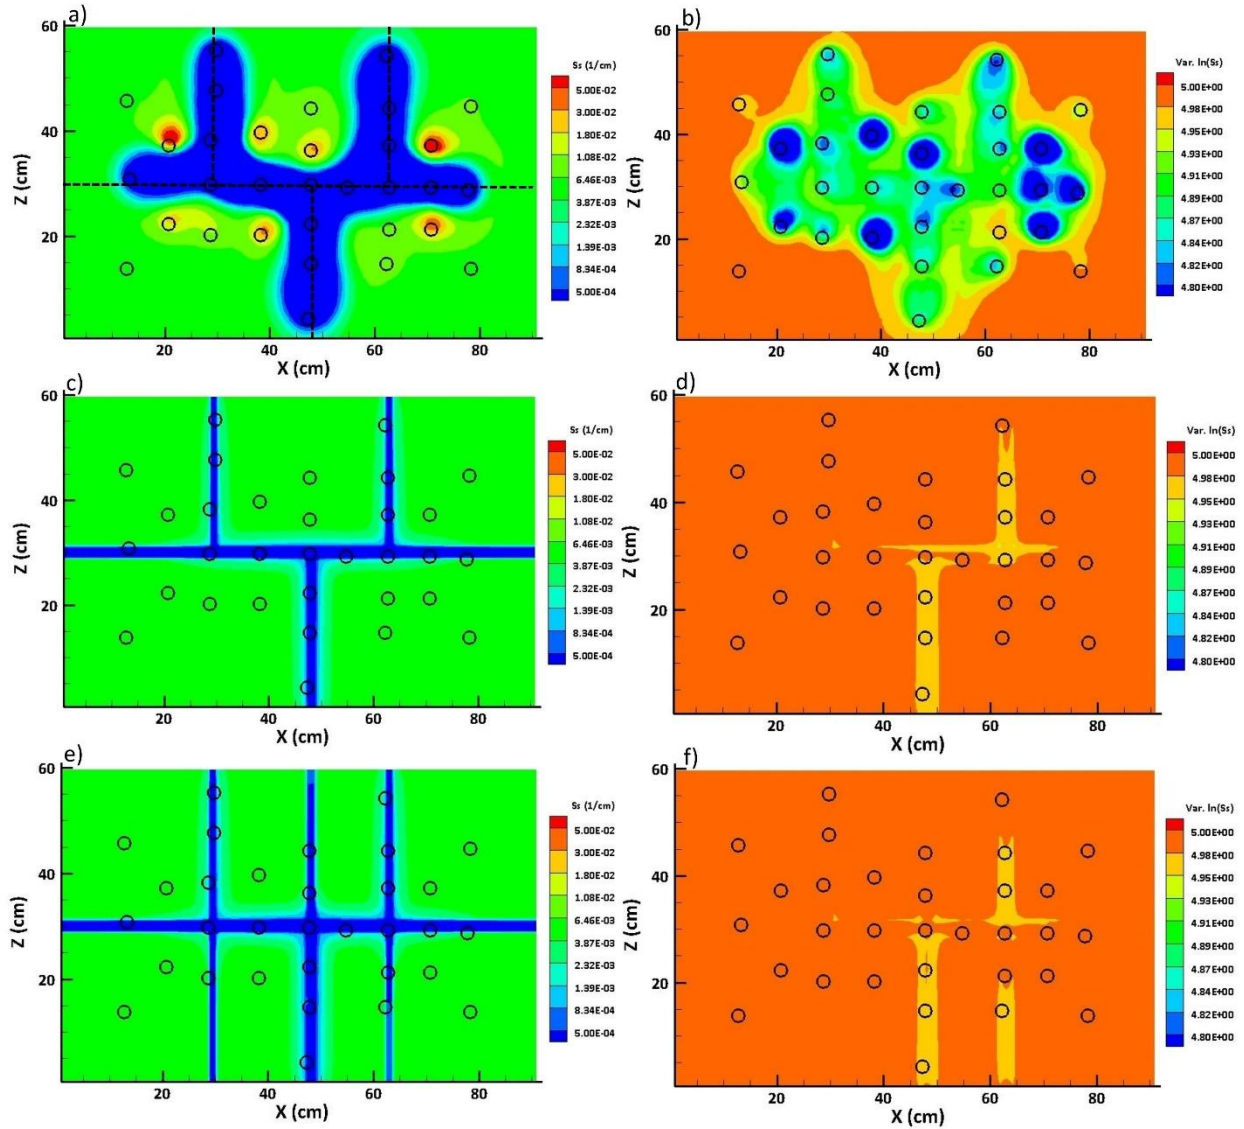 a)
60
40
20
Z (cm)
20
40
60
80
X (cm)
Ss (1/cm)
5.00E-02
3.00E-02
1.80E-02
1.08E-02
6.46E-03
3.87E-03
2.32E-03
1.39E-03
8.34E-04
5.00E-04
b)
60
40
20
Z (cm)
20
40
60
80
X (cm)
Var. ln(Ss)
5.00E+00
4.98E+00
4.95E+00
4.93E+00
4.91E+00
4.89E+00
4.87E+00
4.84E+00
4.82E+00
4.80E+00
c)
60
40
20
Z (cm)
20
40
60
80
X (cm)
Ss (1/cm)
5.00E-02
3.00E-02
1.80E-02
1.08E-02
6.46E-03
3.87E-03
2.32E-03
1.39E-03
8.34E-04
5.00E-04
d)
60
40
20
Z (cm)
20
40
60
80
X (cm)
Var. ln(Ss)
5.00E+00
4.98E+00
4.95E+00
4.93E+00
4.91E+00
4.89E+00
4.87E+00
4.84E+00
4.82E+00
4.80E+00
e)
60
40
20
Z (cm)
20
40
60
80
X (cm)
Ss (1/cm)
5.00E-02
3.00E-02
1.80E-02
1.08E-02
6.46E-03
3.87E-03
2.32E-03
1.39E-03
8.34E-04
5.00E-04
f)
60
40
20
Z (cm)
20
40
60
80
X (cm)
Var. ln(Ss)
5.00E+00
4.98E+00
4.95E+00
4.93E+00
4.91E+00
4.89E+00
4.87E+00
4.84E+00
4.82E+00
4.80E+00